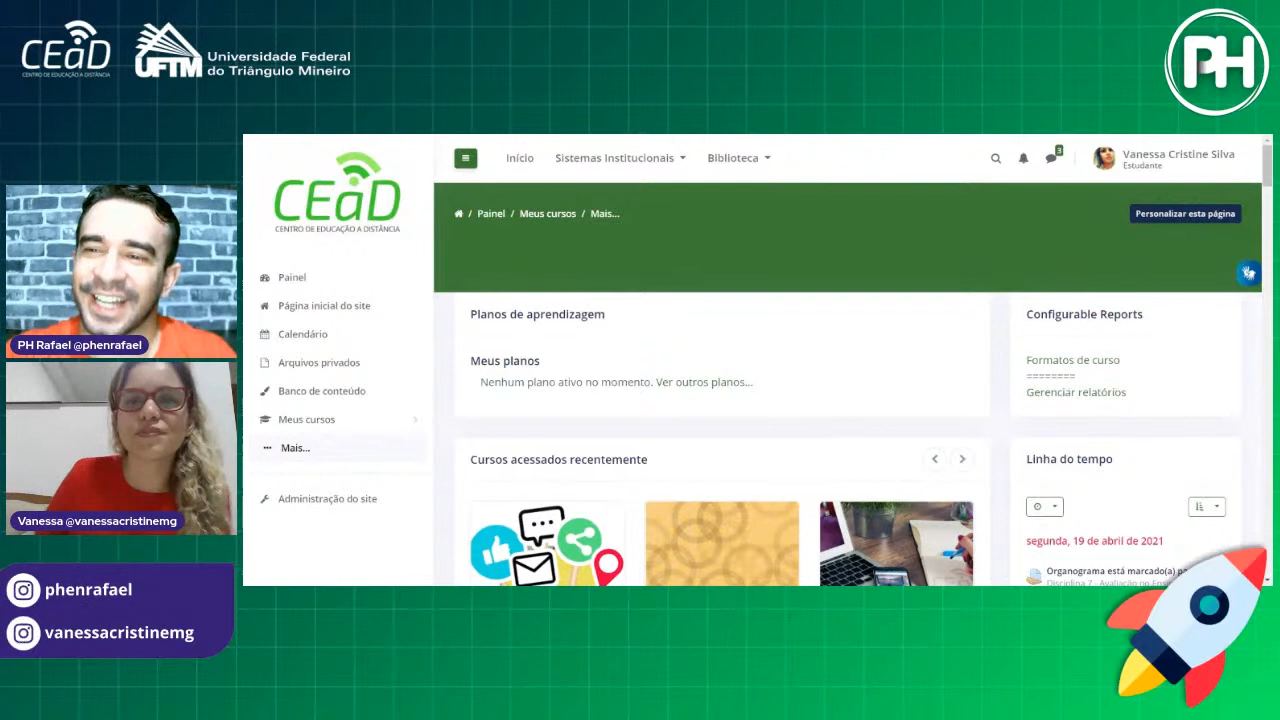 CEaD
CENTRO DE EDUCAÇÃO A DISTÂNCIA
UFTM
Universidade Federal
do Triângulo Mineiro
PH
CEaD
CENTRO DE EDUCAÇÃO A DISTÂNCIA
Início
Sistemas Institucionais
Biblioteca
3
Vanessa Cristine Silva
Estudante
/ Painel / Meus cursos / Mais...
Personalizar esta página
Painel
Página inicial do site
Calendário
Arquivos privados
Banco de conteúdo
Meus cursos
Mais...
Administração do site
Planos de aprendizagem
Meus planos
Nenhum plano ativo no momento. Ver outros planos...
Configurable Reports
Formatos de curso
========
Gerenciar relatórios
Cursos acessados recentemente
Linha do tempo
segunda, 19 de abril de 2021
Organograma está marcado(a)
Disciplina 7 - Avaliação no
PH Rafael @phenrafael
Vanessa @vanessacristinemg
phenrafael
vanessacristinemg